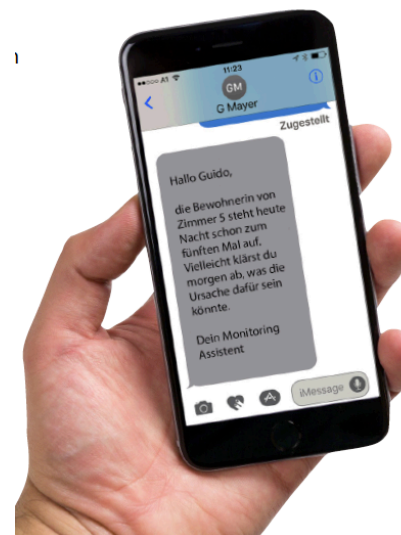 n
A1
11:23
GM
G Mayer
Zugestellt
Hallo Guido,
die Bewohnerin von
Zimmer 5 steht heute
Nacht schon zum
fünften Mal auf.
Vielleicht klärst du
morgen ab, was die
Ursache dafür sein
könnte.
Dein Monitoring
Assistent
iMessage